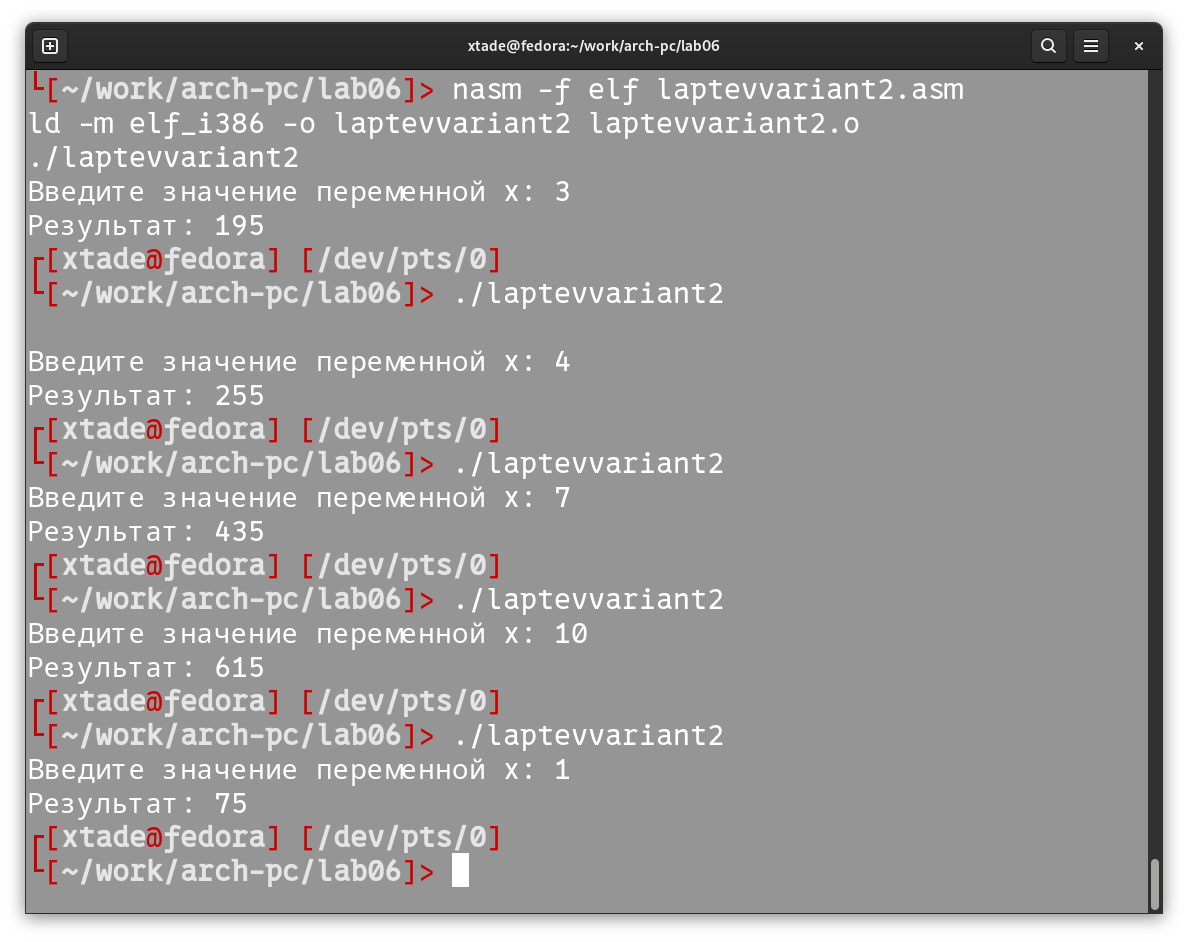 xtade@fedora:~/work/arch-pc/lab06
└[~/work/arch-pc/lab06]> nasm -f elf laptevvariant2.asm
ld -m elf_i386 -o laptevvariant2 laptevvariant2.o
./laptevvariant2
Введите значение переменной x: 3
Результат: 195
┌[xtade@fedora] [/dev/pts/0]
└[~/work/arch-pc/lab06]> ./laptevvariant2
Введите значение переменной x: 4
Результат: 255
┌[xtade@fedora] [/dev/pts/0]
└[~/work/arch-pc/lab06]> ./laptevvariant2
Введите значение переменной x: 7
Результат: 435
┌[xtade@fedora] [/dev/pts/0]
└[~/work/arch-pc/lab06]> ./laptevvariant2
Введите значение переменной x: 10
Результат: 615
┌[xtade@fedora] [/dev/pts/0]
└[~/work/arch-pc/lab06]> ./laptevvariant2
Введите значение переменной x: 1
Результат: 75
┌[xtade@fedora] [/dev/pts/0]
└[~/work/arch-pc/lab06]>